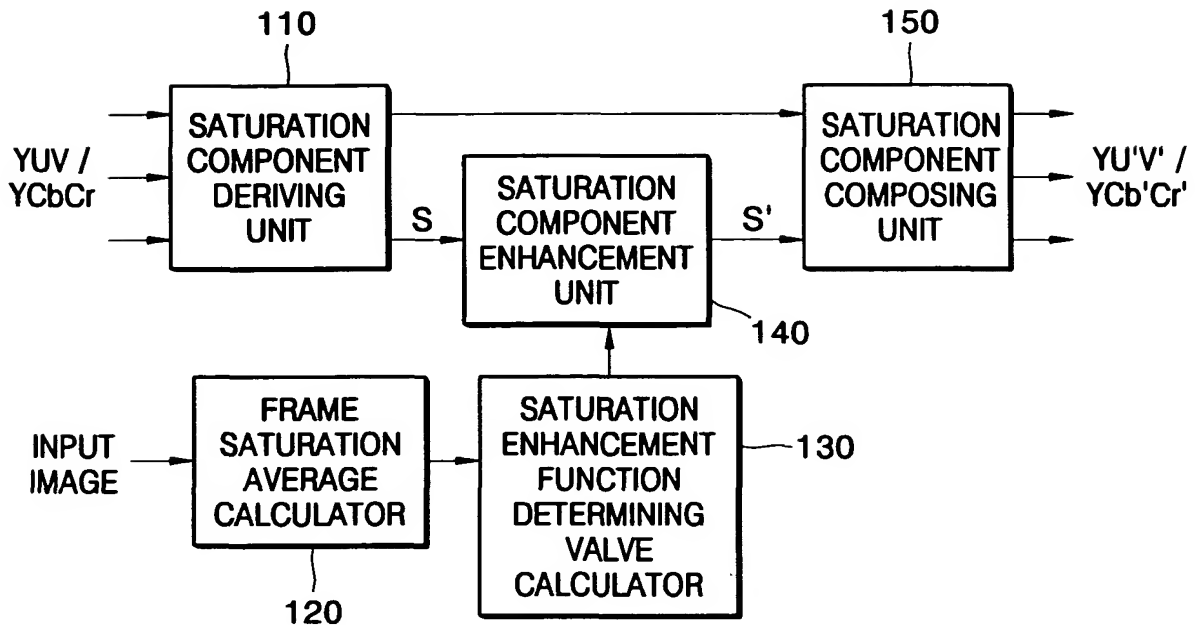 110
150
YUV /
YCbCr
SATURATION
COMPONENT
DERIVING
UNIT
S
SATURATION
COMPONENT
ENHANCEMENT
UNIT
S'
SATURATION
COMPONENT
COMPOSING
UNIT
YU'V' /
YCb'Cr'
140
INPUT
IMAGE
FRAME
SATURATION
AVERAGE
CALCULATOR
SATURATION
ENHANCEMENT
FUNCTION
DETERMINING
VALVE
CALCULATOR
130
120